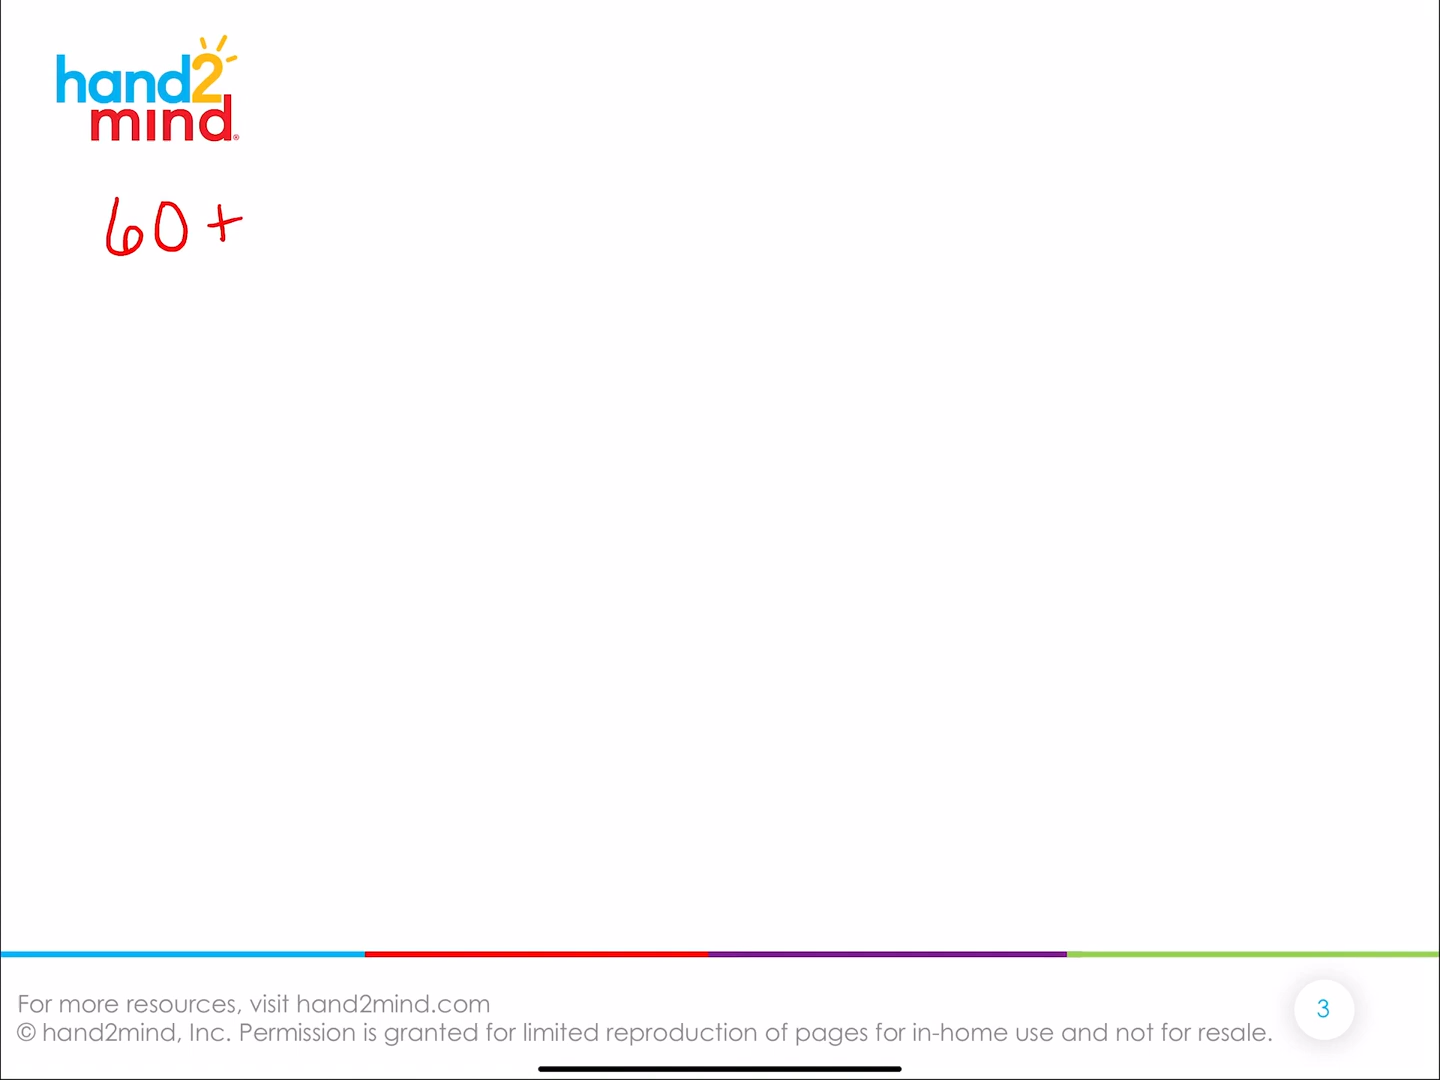 hand2
mind®
60+
For more resources, visit hand2mind.com
© hand2mind, Inc. Permission is granted for limited reproduction of pages for in-home use and not for resale.
3